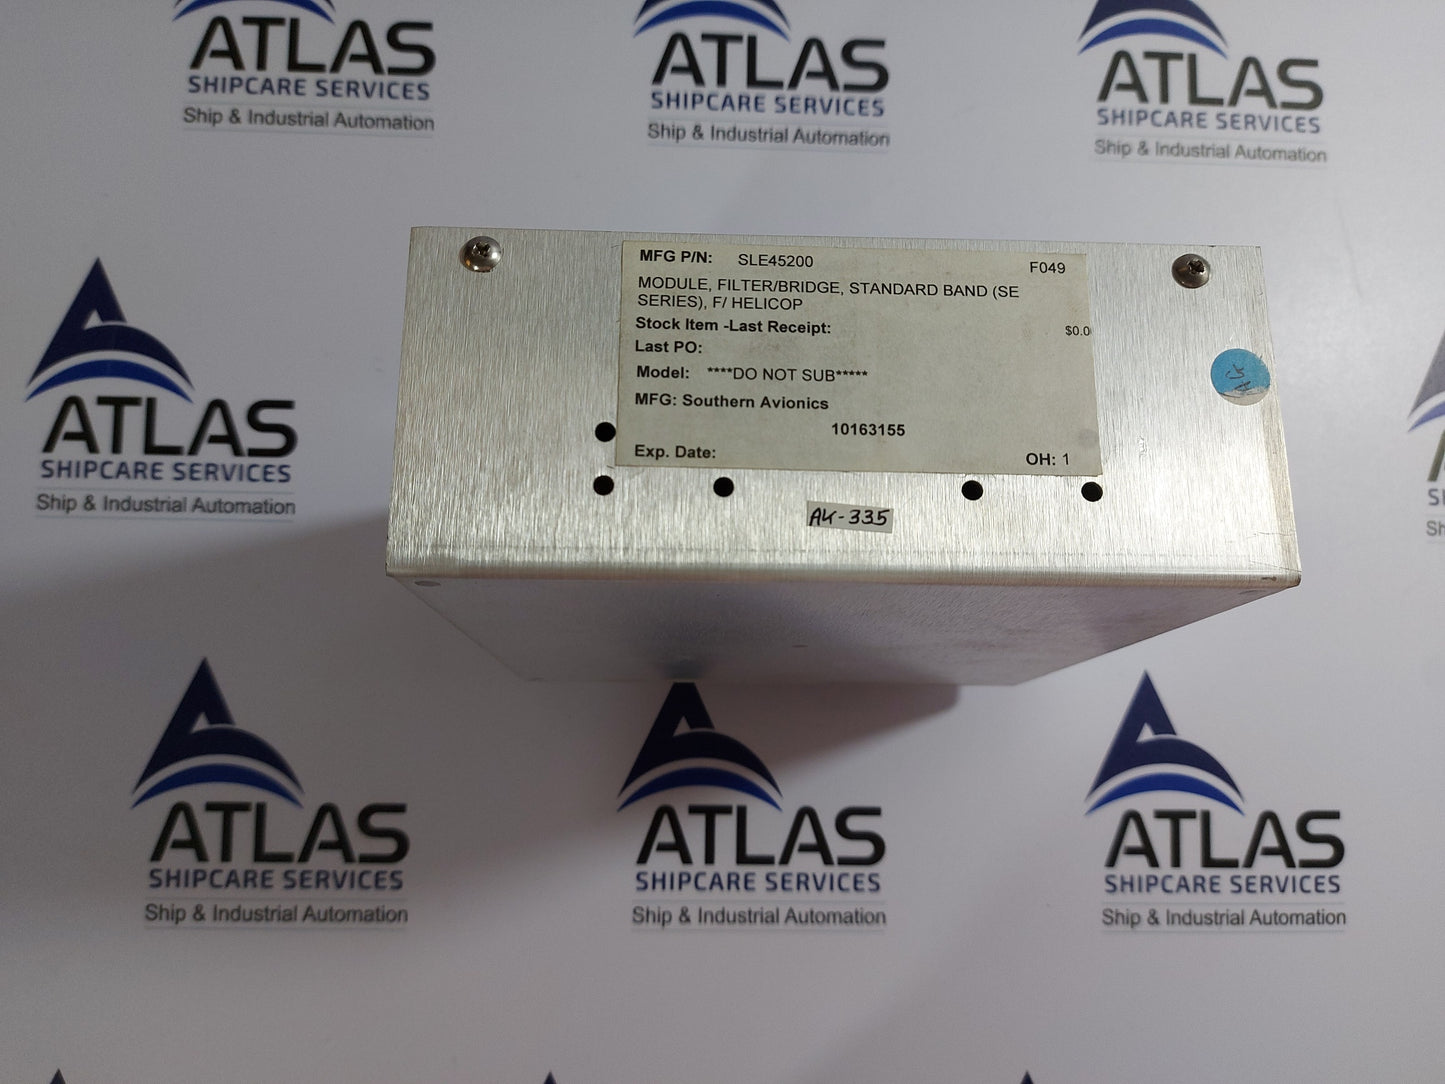 ATLAS
SHIPCARE SERVICES
Ship & Industrial Automation
ATLAS
SHIPCARE SERVICES
Ship & Industrial Automation
ATLAS
SHIPCARE SERVICES
Ship & Industrial Automation
MFG P/N: SLE45200 F049
MODULE, FILTER/BRIDGE, STANDARD BAND (SE
SERIES), F/ HELICOP
Stock Item -Last Receipt: $0.0
Last PO:
Model: ****DO NOT SUB*****
MFG: Southern Avionics
10163155
Exp. Date: OH: 1
AK-335
ATLAS
SHIPCARE SERVICES
Ship & Industrial Automation
ATLAS
SHIPCARE SERVICES
Ship & Industrial Automation
ATLAS
SHIPCARE SERVICES
Ship & Industrial Automation
ATLAS
SHIPCARE SERVICES
Ship & Industrial Automation